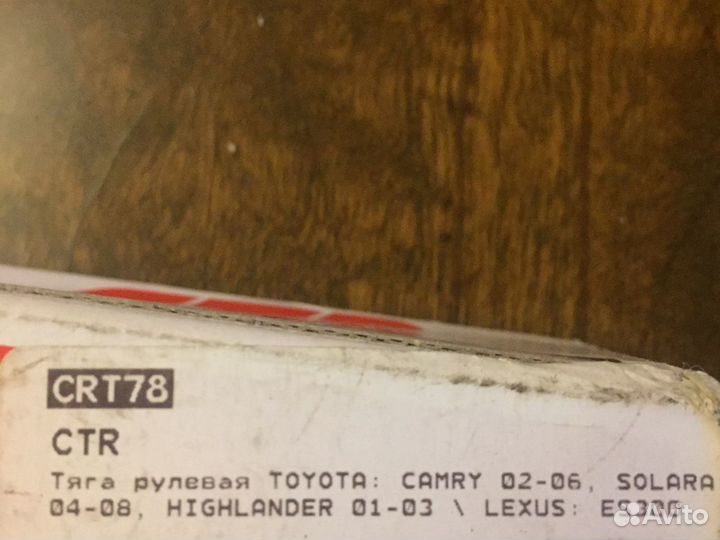 CRT78
CTR
Тяга рулевая TOYOTA: CAMRY 02-06, SOLARA
04-08, HIGHLANDER 01-03 \ LEXUS:
Avito